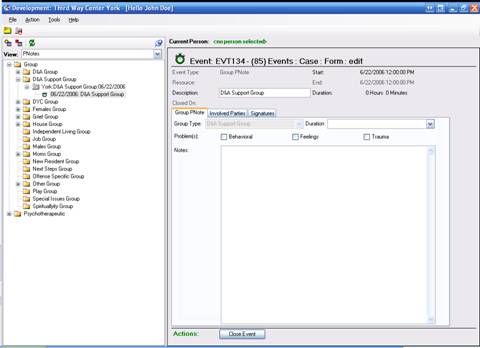 Development: Third Way Center York - [Hello John Doe]
File Action Tools Help
Current Person: <no person selected>
View: PNotes
Event: EVT134 - (85) Events : Case : Form : edit
Group
D&A Group
D&A Support Group
York:D&A Support Group:06/22/2006
06/22/2006: D&A Support Group
DYC Group
Females Group
Grief Group
House Group
Independent Living Group
Job Group
Males Group
Moms Group
New Resident Group
Next Steps Group
Offense Specific Group
Other Group
Play Group
Special Issues Group
Spirituality Group
Psychotherapeutic
Event Type: Group PNote Start: 6/22/2006 12:00:00 PM
Resource: End: 6/22/2006 12:00:00 PM
Description: D&A Support Group Duration: 0 Hours 0 Minutes
Closed On:
Group PNote Involved Parties Signatures
Group Type: D&A Support Group Duration:
Problem(s): Behavioral Feelings Trauma
Notes:
Actions: Close Event